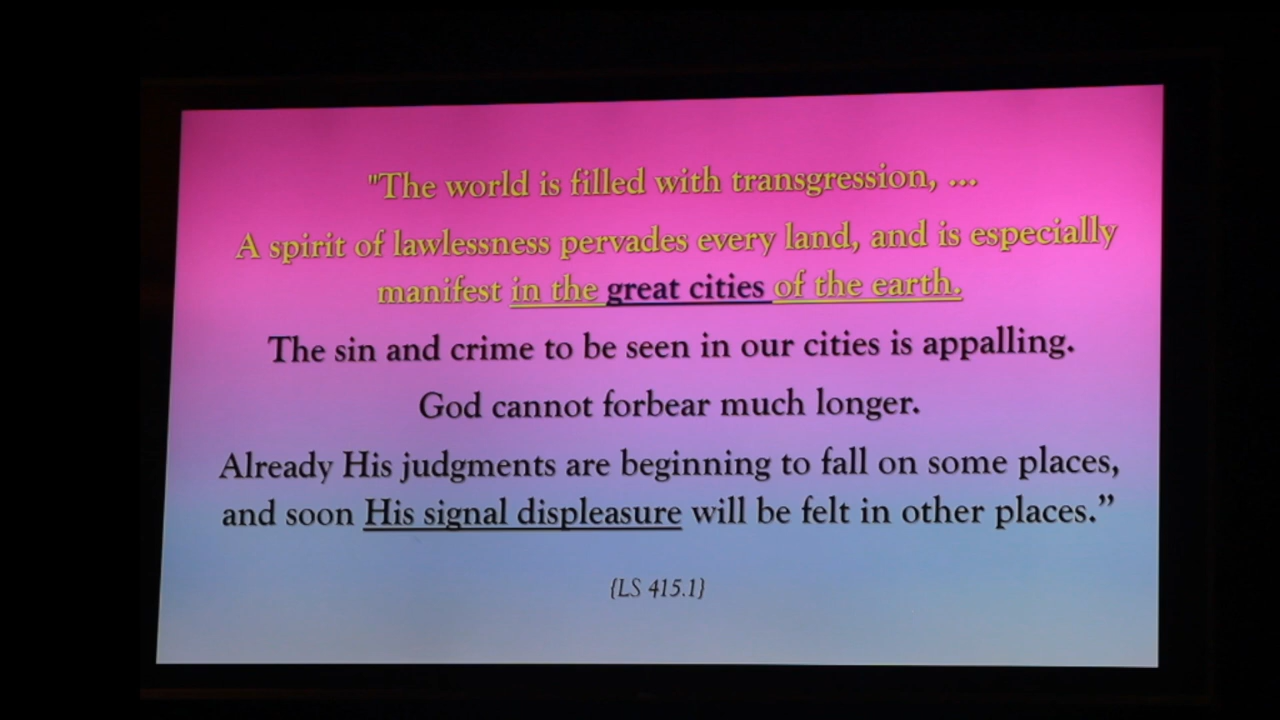 "The world is filled with transgression, ...
A spirit of lawlessness pervades every land, and is especially
manifest in the great cities of the earth.
The sin and crime to be seen in our cities is appalling.
God cannot forbear much longer.
Already His judgments are beginning to fall on some places,
and soon His signal displeasure will be felt in other places.”
{LS 415.1}